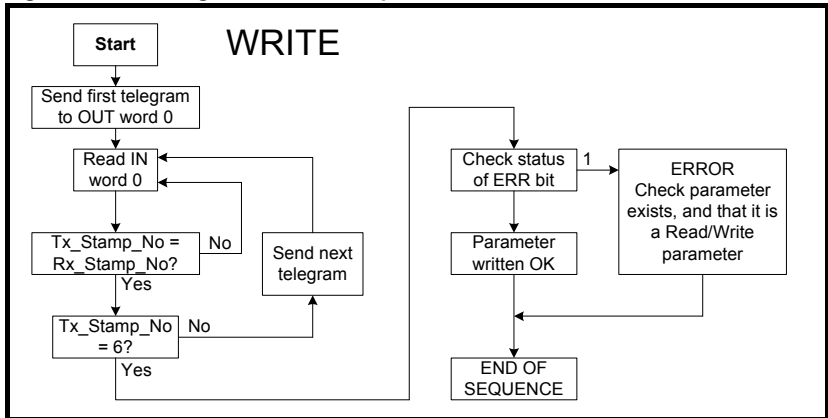 Start
WRITE
Send first telegram
to OUT word 0
Read IN
word 0
Tx_Stamp_No =
Rx_Stamp_No?
No
Yes
Send next
telegram
Tx_Stamp_No
= 6?
No
Yes
Check status
of ERR bit
1
ERROR
Check parameter
exists, and that it is
a Read/Write
parameter
Parameter
written OK
END OF
SEQUENCE